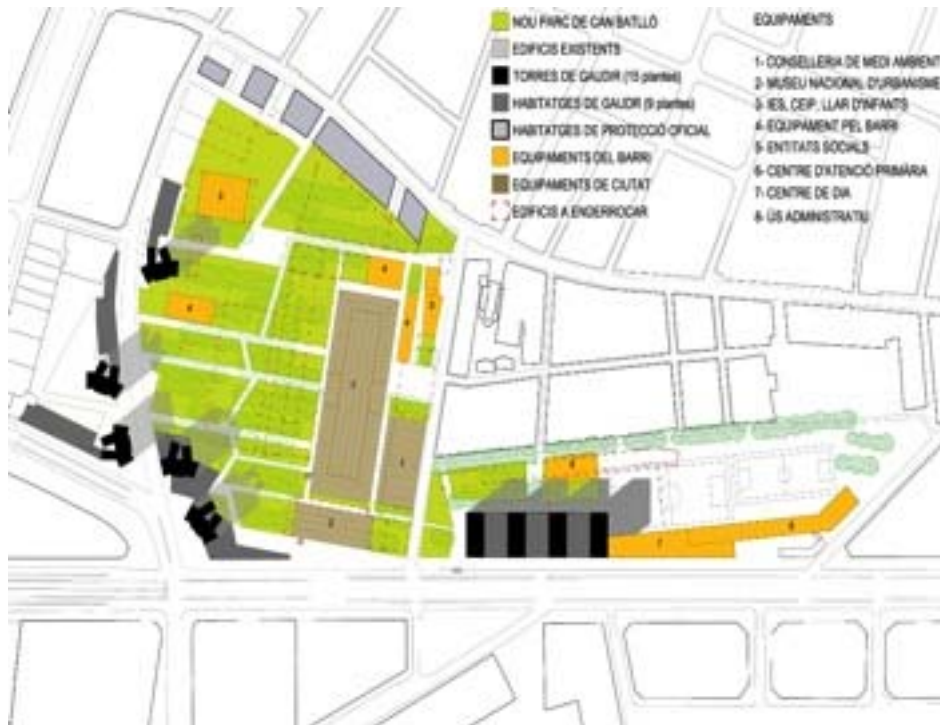 NOU PARC DE CAN BATLLÓ
EDIFICIS EXISTENTS
TORRES DE GAUDIR (15 plantes)
HABITATGES DE GAUDIR (9 plantes)
HABITATGES DE PROTECCIÓ OFICIAL
EQUIPAMENTS DEL BARRI
EQUIPAMENTS DE CIUTAT
EDIFICIS A ENDERROCAR
EQUIPAMENTS
1- CONSELLERIA DE MEDI AMBIENT
2- MUSEU NACIONAL D'URBANISME
3- IES, CEIP, LLAR D'INFANTS
4- EQUIPAMENT PEL BARRI
5- ENTITATS SOCIALS
6- CENTRE D'ATENCIÓ PRIMÀRIA
7- CENTRE DE DIA
8- ÚS ADMINISTRATIU